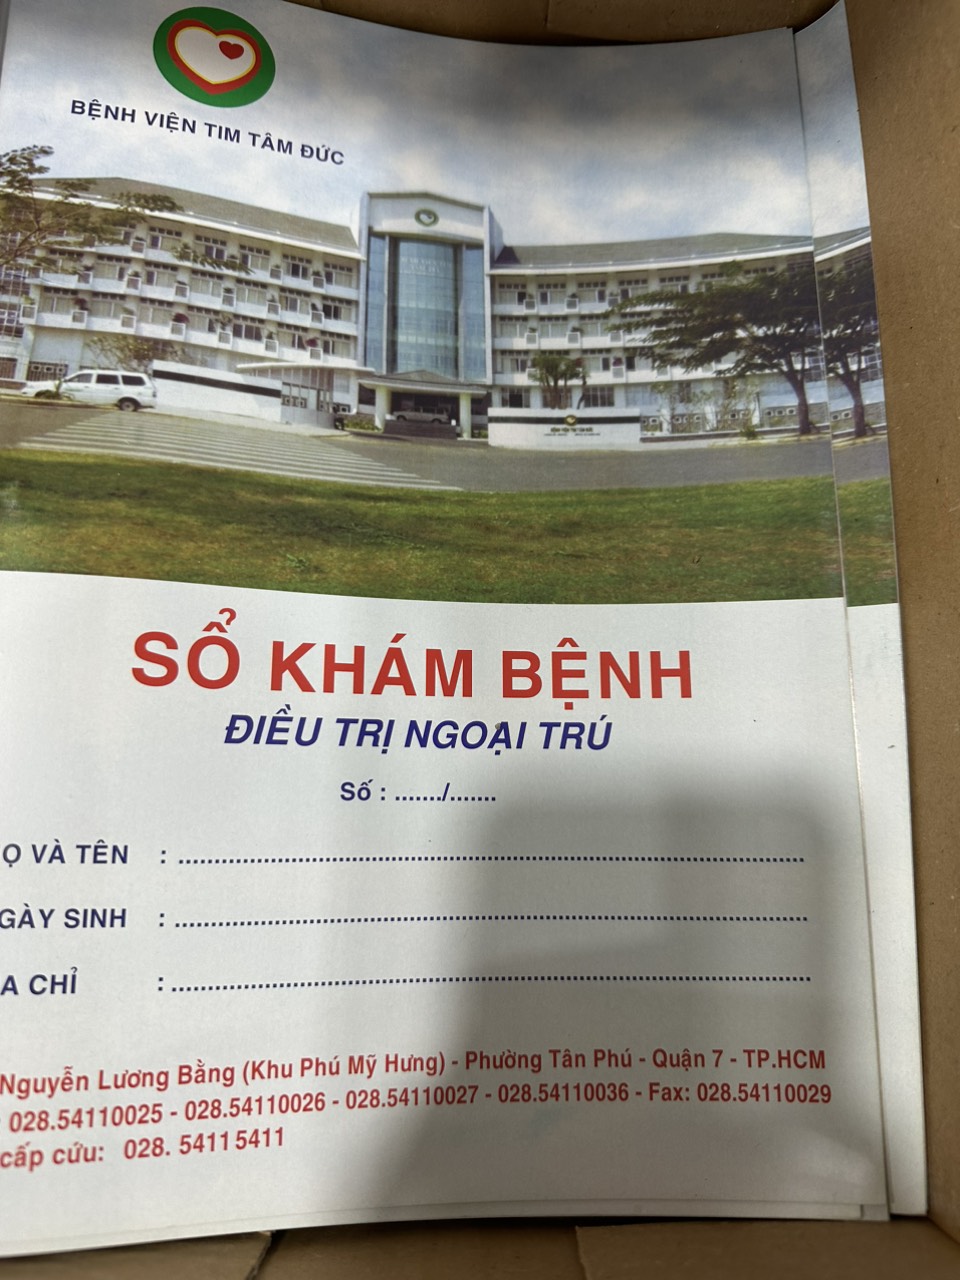 BỆNH VIỆN TIM TÂM ĐỨC
SỔ KHÁM BỆNH
ĐIỀU TRỊ NGOẠI TRÚ
Số : ......./.......
Ọ VÀ TÊN : ....................
GÀY SINH : ....................
A CHỈ : ....................
Nguyễn Lương Bằng (Khu Phú Mỹ Hưng) - Phường Tân Phú - Quận 7 - TP.HCM
: 028.54110025 - 028.54110026 - 028.54110027 - 028.54110036 - Fax: 028.54110029
cấp cứu: 028. 54115411